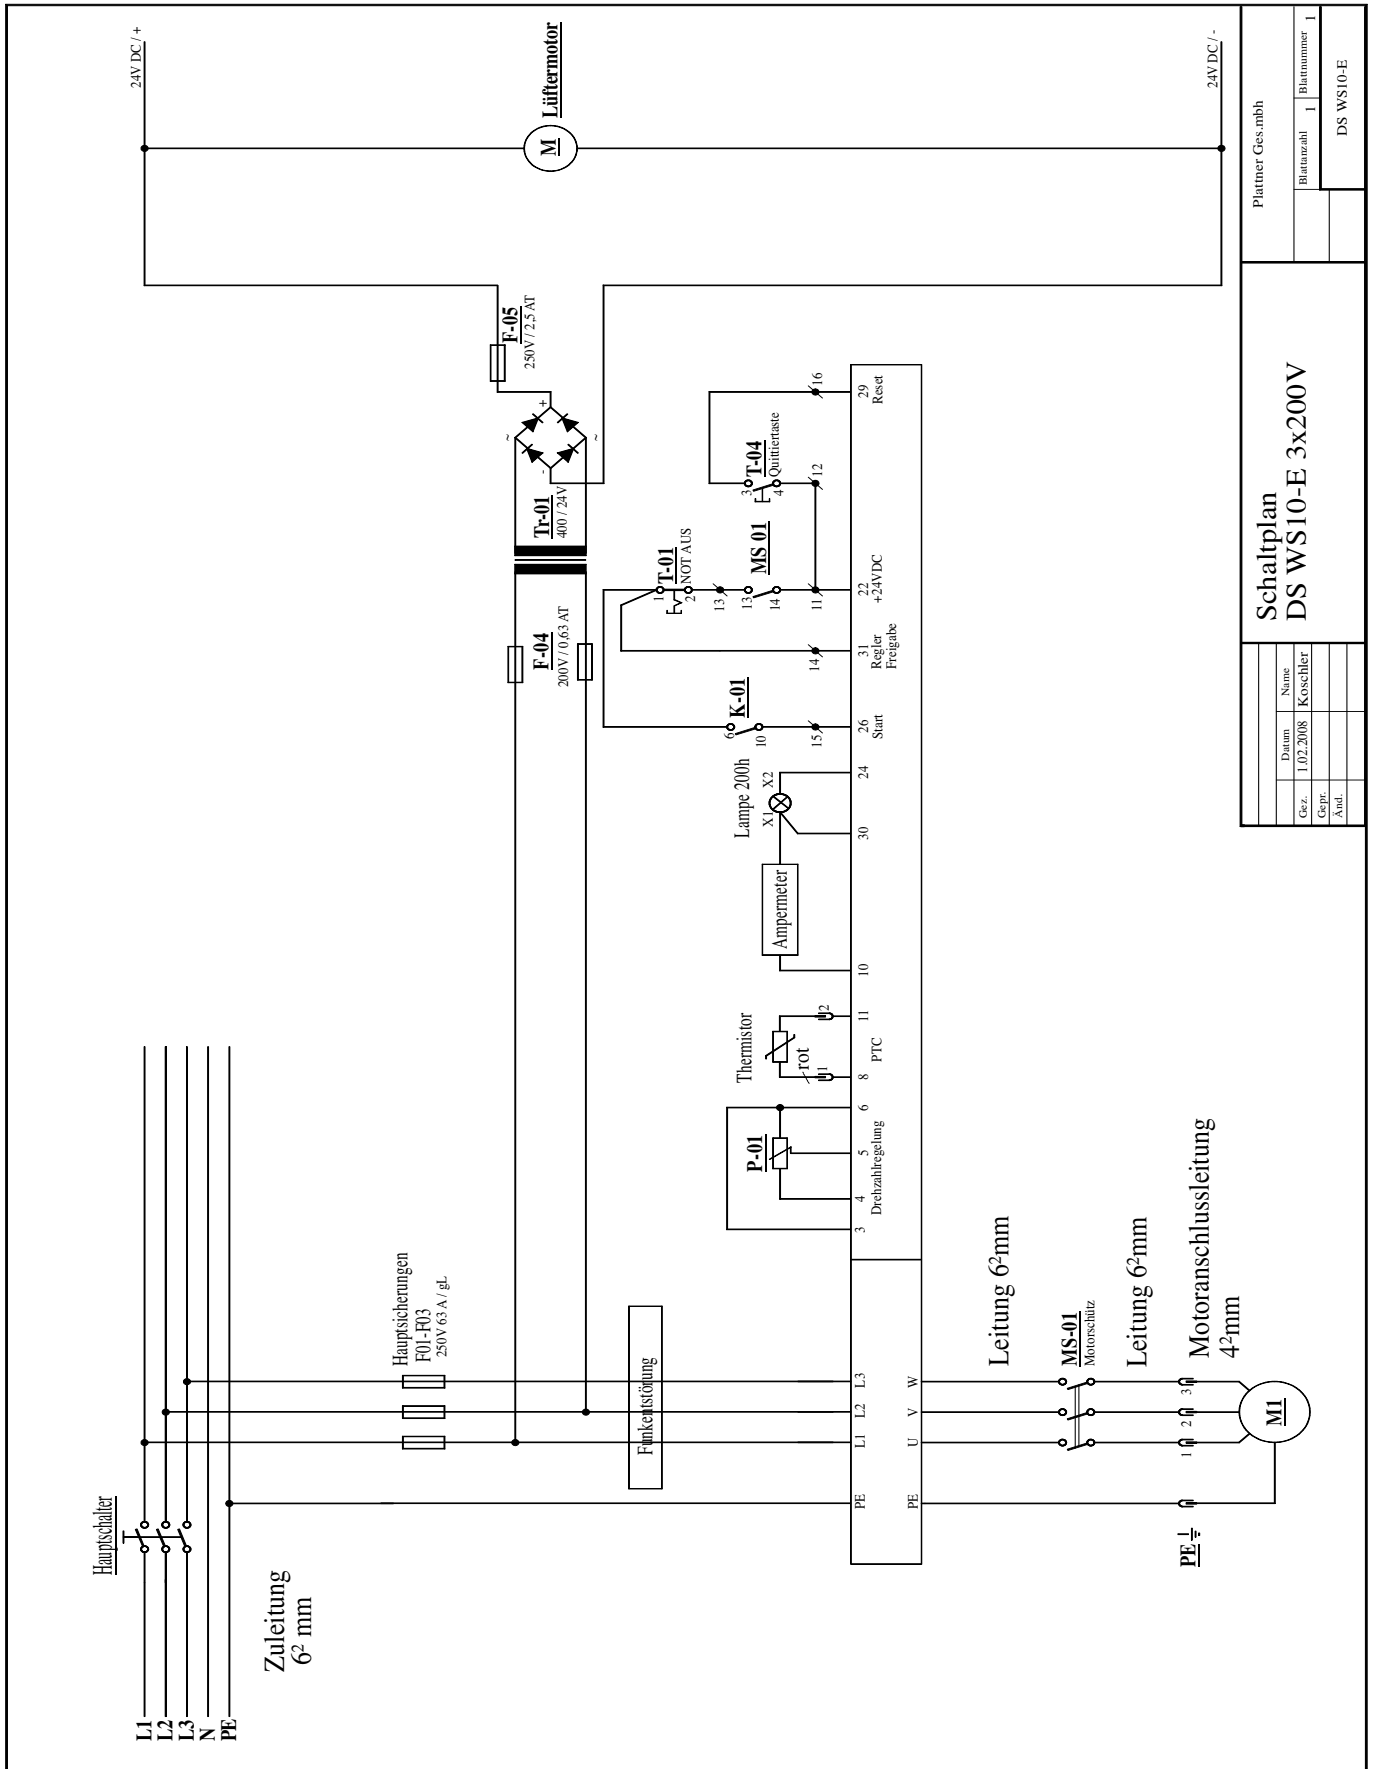 Hauptschalter
L1
L2
L3
N
PE
Zuleitung
6² mm
Hauptsicherungen
F01-F03
250V 63 A / gL
Funkentstörung
24V DC / +
Lüftermotor
M
24V DC / -
F-05
250V / 2,5 AT
+
-
~
~
Tr-01
400 / 24V
F-04
200V / 0,63 AT
T-01
NOT AUS
1
2
13
MS 01
13
14
11
T-04
Quittiertaste
3
4
12
16
14
K-01
6
10
15
Lampe 200h
X1
X2
Ampermeter
Thermistor
rot
1
2
P-01
PE
L1
L2
L3
3
4
5
6
Drehzahlregelung
8
11
PTC
10
30
24
26
Start
31
Regler
Freigabe
22
+24VDC
29
Reset
PE
U
V
W
Leitung 6²mm
MS-01
Motorschütz
Leitung 6²mm
Motoranschlussleitung
4²mm
PE
1
2
3
M1
Datum
Name
Gez.
1.02.2008
Koschler
Gepr.
Änd.
Schaltplan
DS WS10-E 3x200V
Plattner Ges.mbh
Blattanzahl 1
Blattnummer 1
DS WS10-E